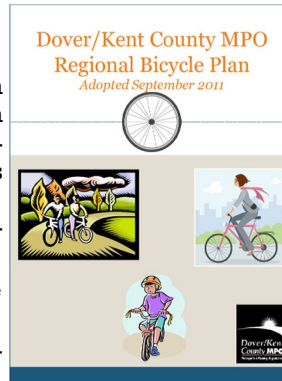 Dover/Kent County MPO
Regional Bicycle Plan
Adopted September 2011
Dover/Kent
County MPO